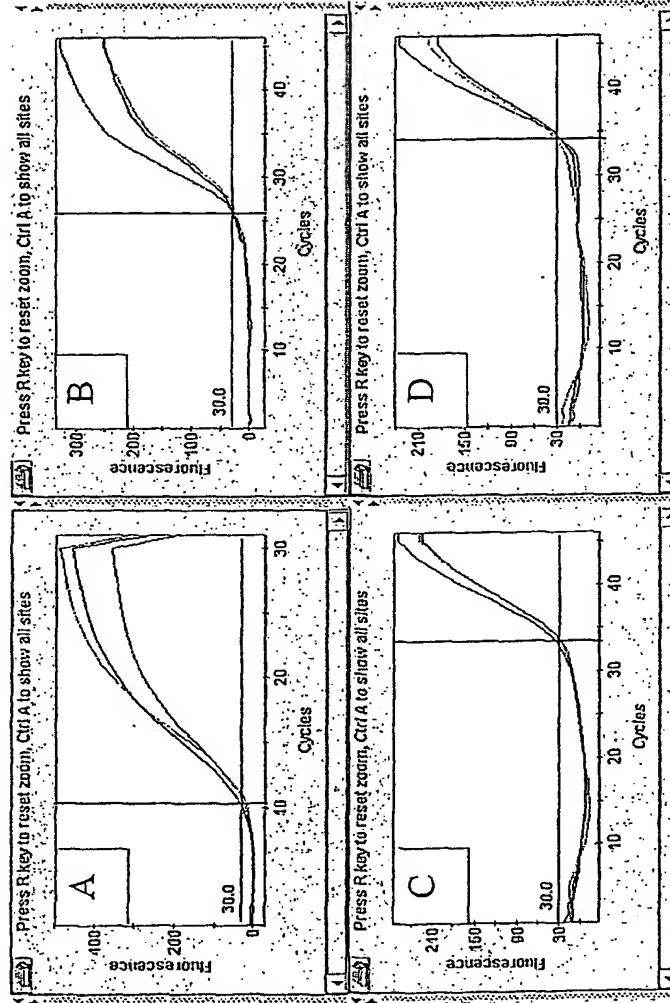 Press R key to reset zoom, Ctrl A to show all sites
A
Fluorescence
400
200
0
30.0
10 20 30
Cycles
Press R key to reset zoom, Ctrl A to show all sites
B
Fluorescence
300
200
100
0
30.0
10 20 30 40
Cycles
Press R key to reset zoom, Ctrl A to show all sites
C
Fluorescence
240
150
90
30
30.0
10 20 30 40
Cycles
Press R key to reset zoom, Ctrl A to show all sites
D
Fluorescence
210
150
90
30
30.0
10 20 30 40
Cycles